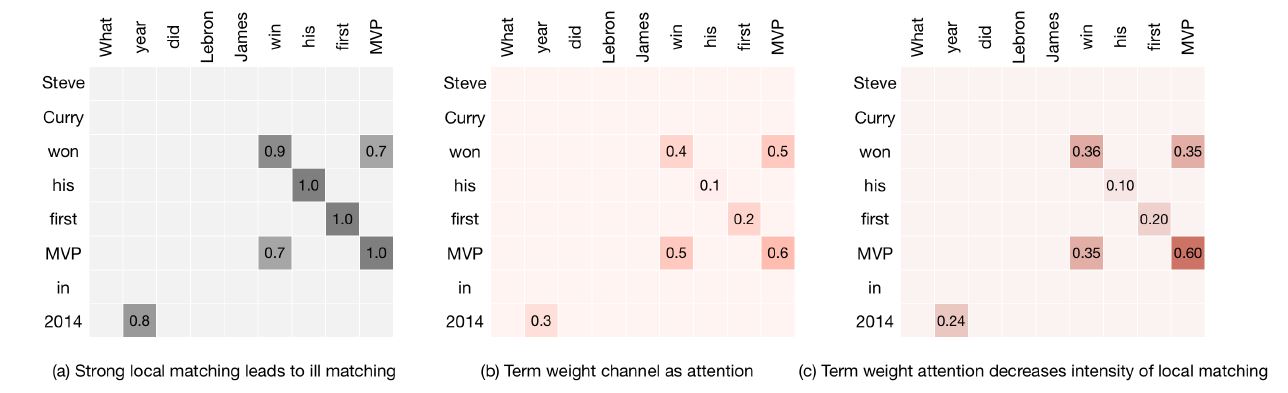 What year did Lebron James win his first MVP
Steve
Curry
won 0.9 0.7
his 1.0
first 1.0
MVP 0.7 1.0
in
2014 0.8
(a) Strong local matching leads to ill matching
What year did Lebron James win his first MVP
Steve
Curry
won 0.4 0.5
his 0.1
first 0.2
MVP 0.5 0.6
in
2014 0.3
(b) Term weight channel as attention
What year did Lebron James win his first MVP
Steve
Curry
won 0.36 0.35
his 0.10
first 0.20
MVP 0.35 0.60
in
2014 0.24
(c) Term weight attention decreases intensity of local matching